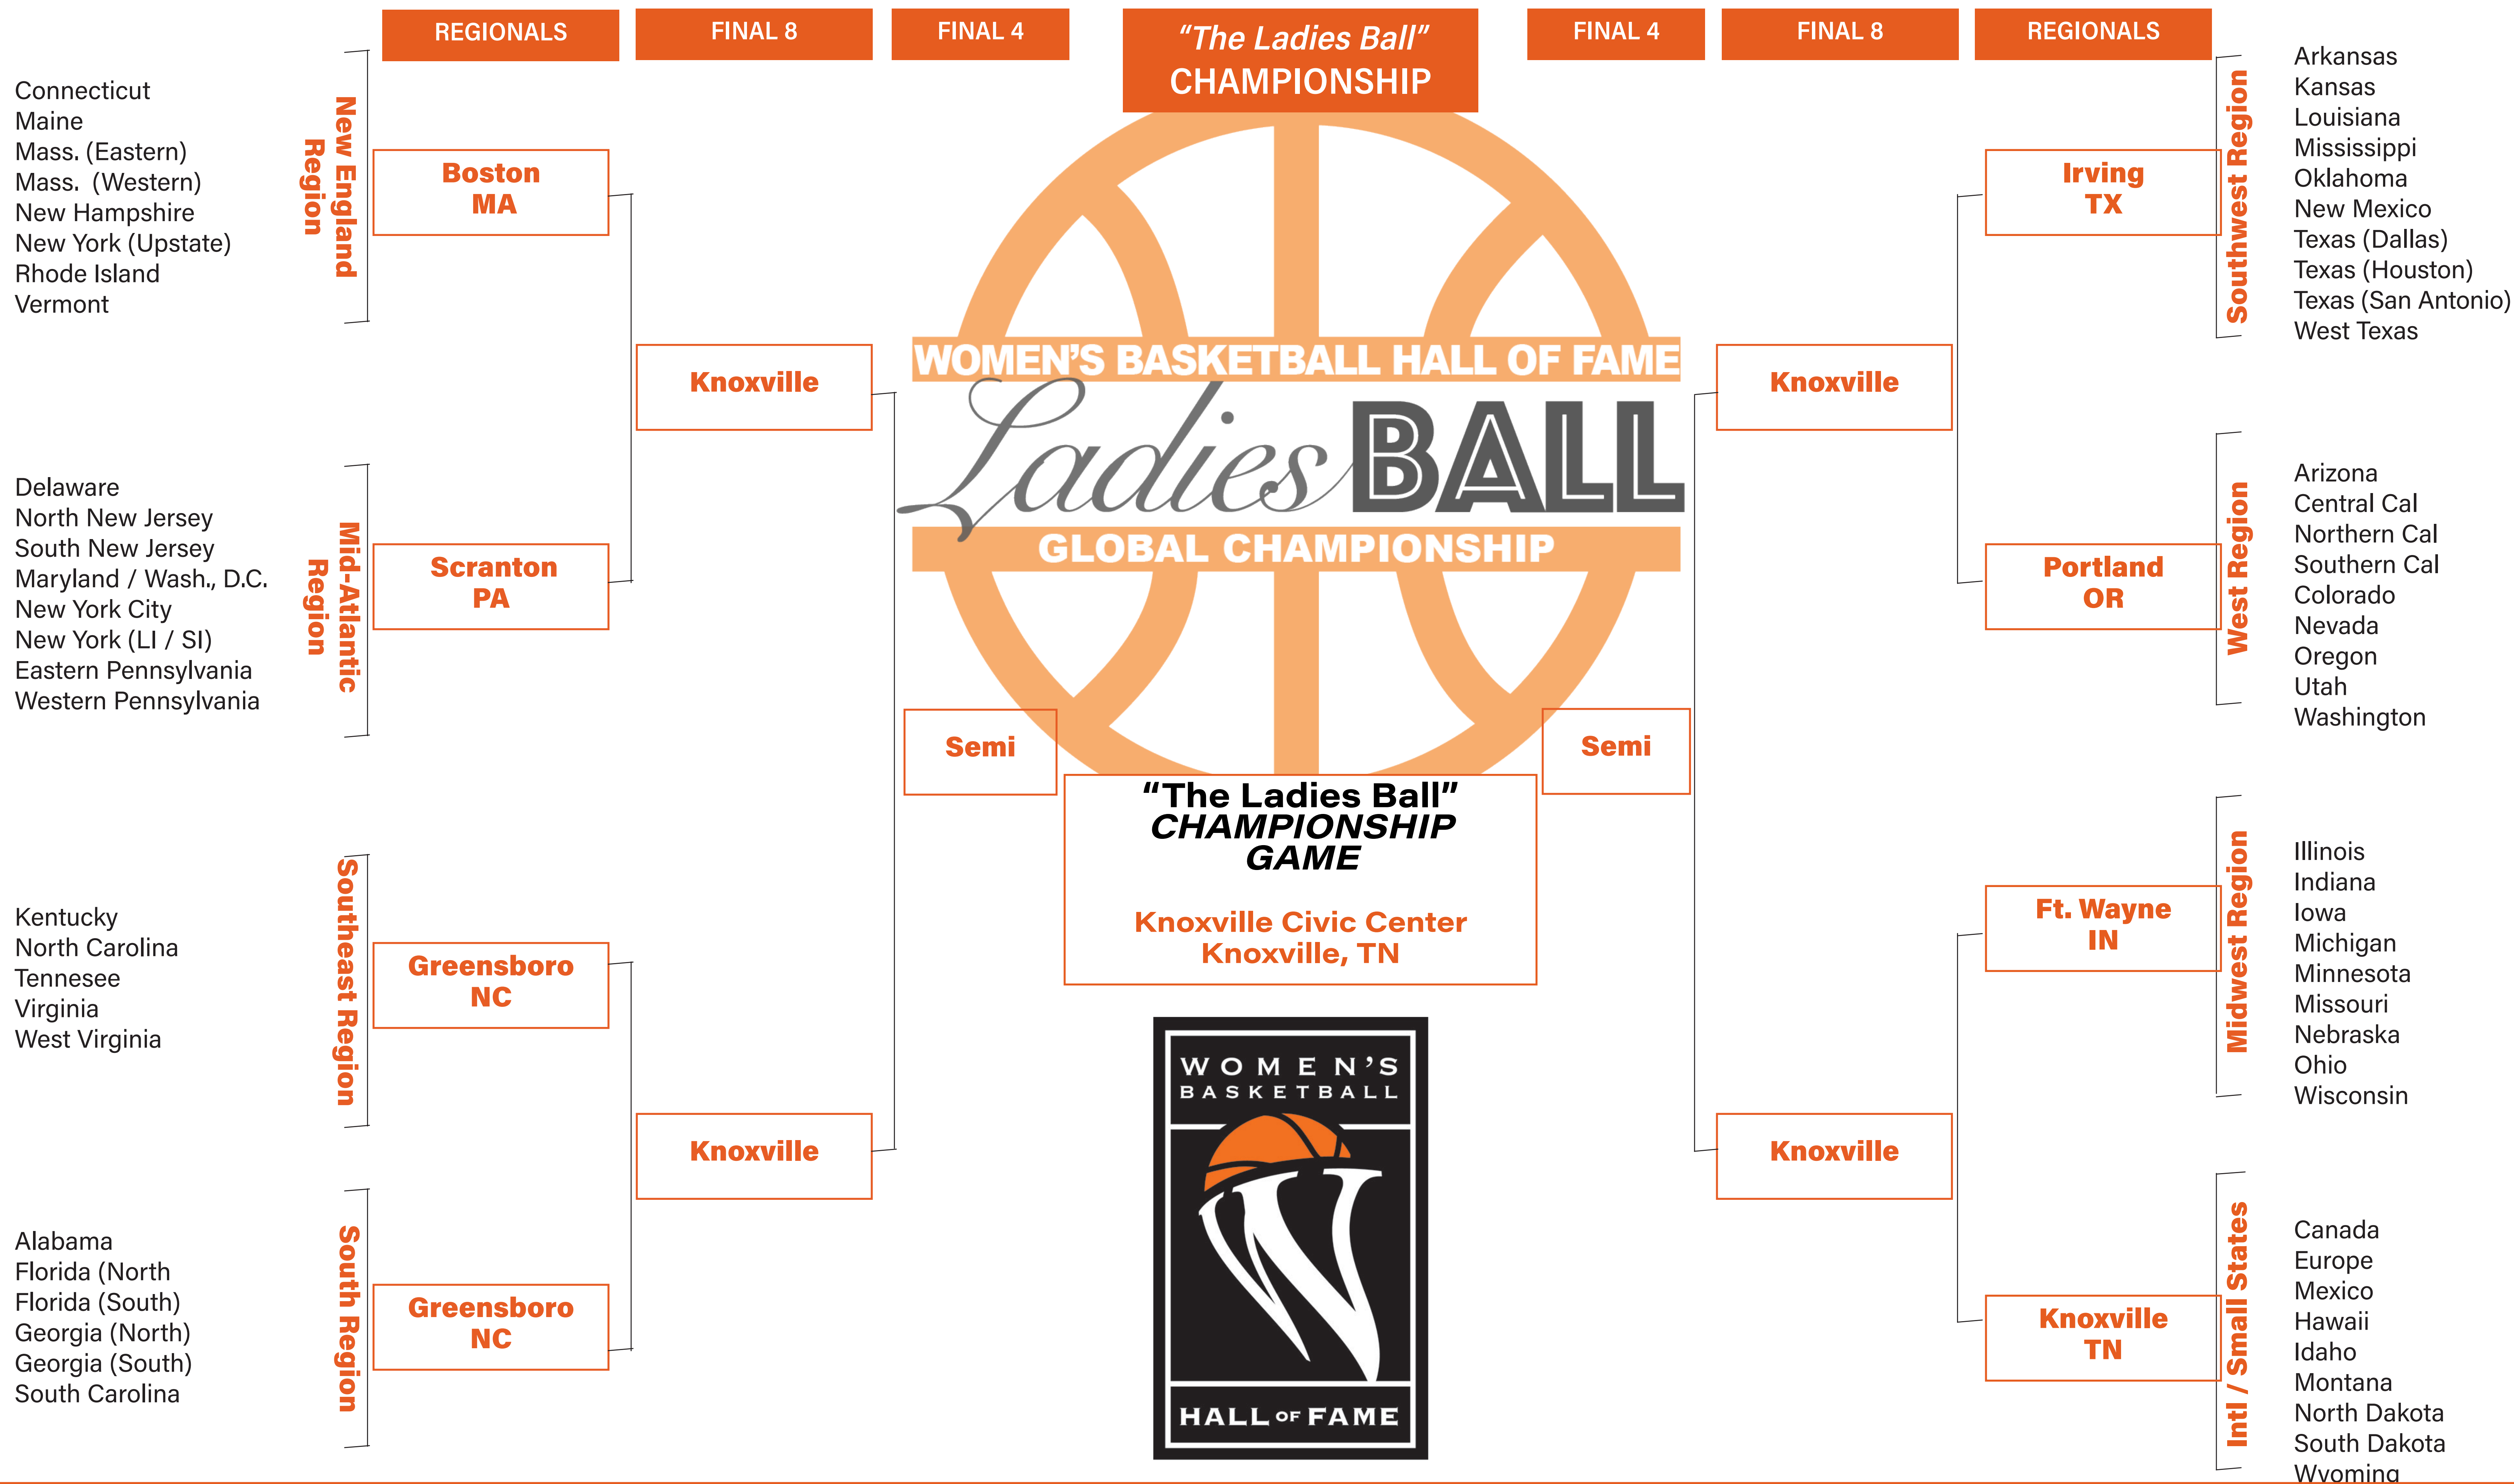 REGIONALS
FINAL 8
FINAL 4
“The Ladies Ball”
CHAMPIONSHIP
FINAL 4
FINAL 8
REGIONALS
Connecticut
Maine
Mass. (Eastern)
Mass. (Western)
New Hampshire
New York (Upstate)
Rhode Island
Vermont
New England
Region
Boston
MA
Delaware
North New Jersey
South New Jersey
Maryland / Wash., D.C.
New York City
New York (LI / SI)
Eastern Pennsylvania
Western Pennsylvania
Mid-Atlantic
Region
Scranton
PA
Knoxville
Kentucky
North Carolina
Tennesee
Virginia
West Virginia
Southeast Region
Greensboro
NC
Alabama
Florida (North
Florida (South)
Georgia (North)
Georgia (South)
South Carolina
South Region
Greensboro
NC
Knoxville
Semi
WOMEN’S BASKETBALL HALL OF FAME
Ladies BALL
GLOBAL CHAMPIONSHIP
“The Ladies Ball”
CHAMPIONSHIP
GAME
Knoxville Civic Center
Knoxville, TN
WOMEN’S
BASKETBALL
W
HALL OF FAME
Semi
Knoxville
Irving
TX
Southwest Region
Arkansas
Kansas
Louisiana
Mississippi
Oklahoma
New Mexico
Texas (Dallas)
Texas (Houston)
Texas (San Antonio)
West Texas
Portland
OR
West Region
Arizona
Central Cal
Northern Cal
Southern Cal
Colorado
Nevada
Oregon
Utah
Washington
Knoxville
Ft. Wayne
IN
Midwest Region
Illinois
Indiana
Iowa
Michigan
Minnesota
Missouri
Nebraska
Ohio
Wisconsin
Knoxville
TN
Intl / Small States
Canada
Europe
Mexico
Hawaii
Idaho
Montana
North Dakota
South Dakota
Wyoming